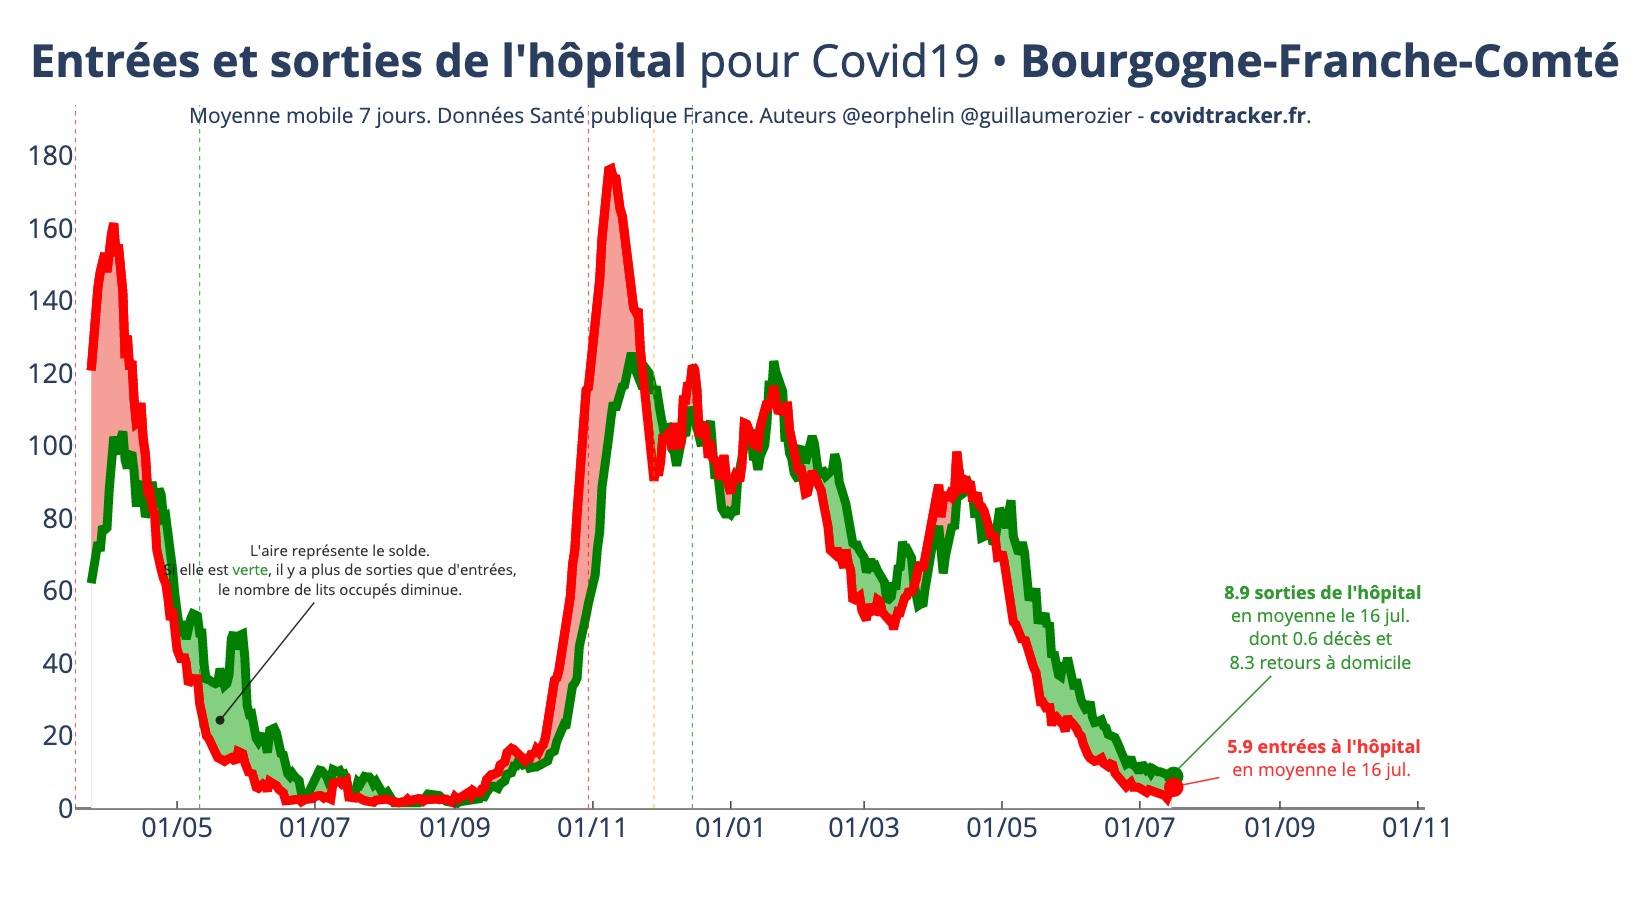 Entrées et sorties de l'hôpital pour Covid19 • Bourgogne-Franche-Comté
Moyenne mobile 7 jours. Données Santé publique France. Auteurs @eorphelin @guillaumerozier - covidtracker.fr.
180
160
140
120
100
80
60
40
20
0
L'aire représente le solde.
Si elle est verte, il y a plus de sorties que d'entrées,
le nombre de lits occupés diminue.
8.9 sorties de l'hôpital
en moyenne le 16 jul.
dont 0.6 décès et
8.3 retours à domicile
5.9 entrées à l'hôpital
en moyenne le 16 jul.
01/05 01/07 01/09 01/11 01/01 01/03 01/05 01/07 01/09 01/11